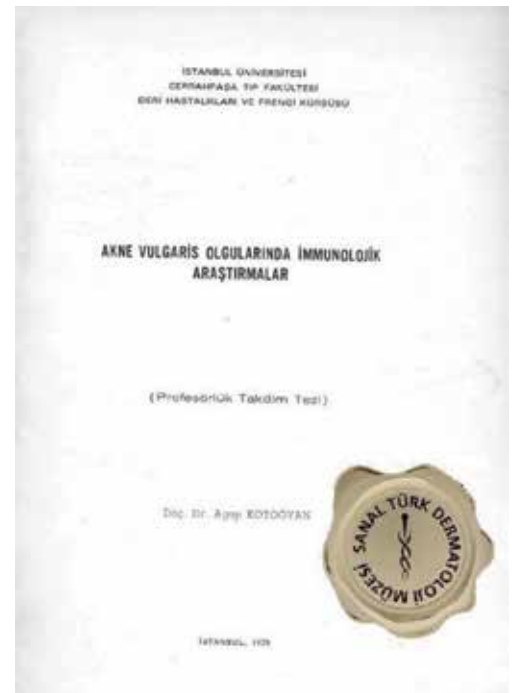 İSTANBUL ÜNİVERSİTESİ
CERRAHPAŞA TIP FAKÜLTESİ
DERİ HASTALIKLARI VE FRENGİ KÜRSÜSÜ
AKNE VULGARİS OLGULARINDA İMMUNOLOJİK
ARAŞTIRMALAR
(Profesörlük Takdim Tezi)
Doç. Dr. Agop KOTOĞYAN
SANAL TÜRK DERMATOLOJİ MÜZESİ
İSTANBUL,